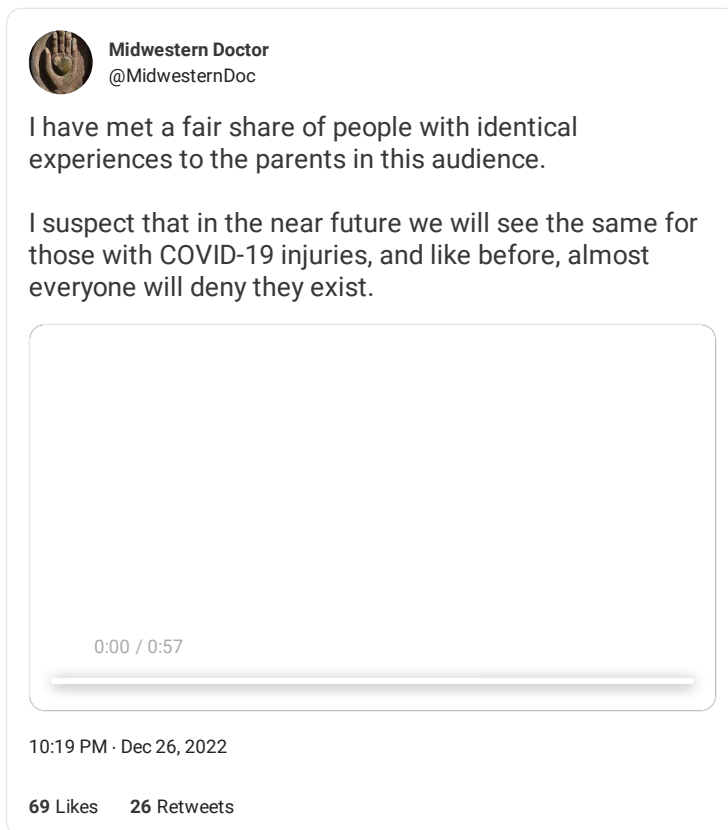 Midwestern Doctor
@MidwesternDoc
I have met a fair share of people with identical
experiences to the parents in this audience.
I suspect that in the near future we will see the same for
those with COVID-19 injuries, and like before, almost
everyone will deny they exist.
0:00 / 0:57
10:19 PM · Dec 26, 2022
69 Likes 26 Retweets